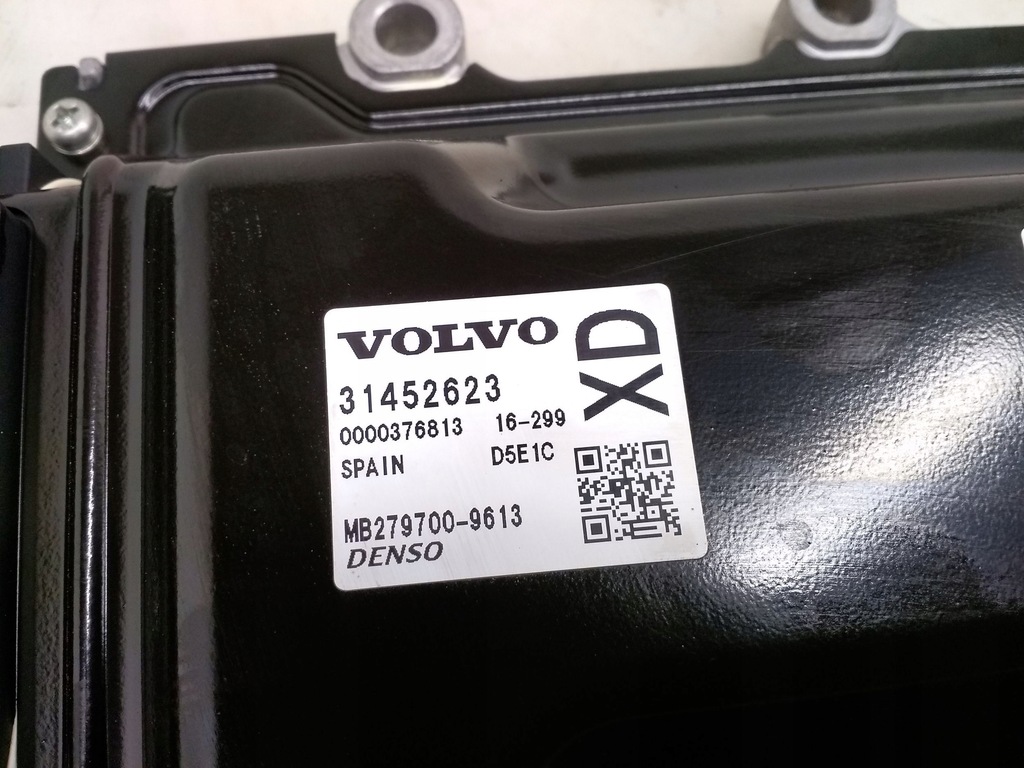 VOLVO
XD
31452623
0000376813 16-299
SPAIN D5E1C
MB279700-9613
DENSO